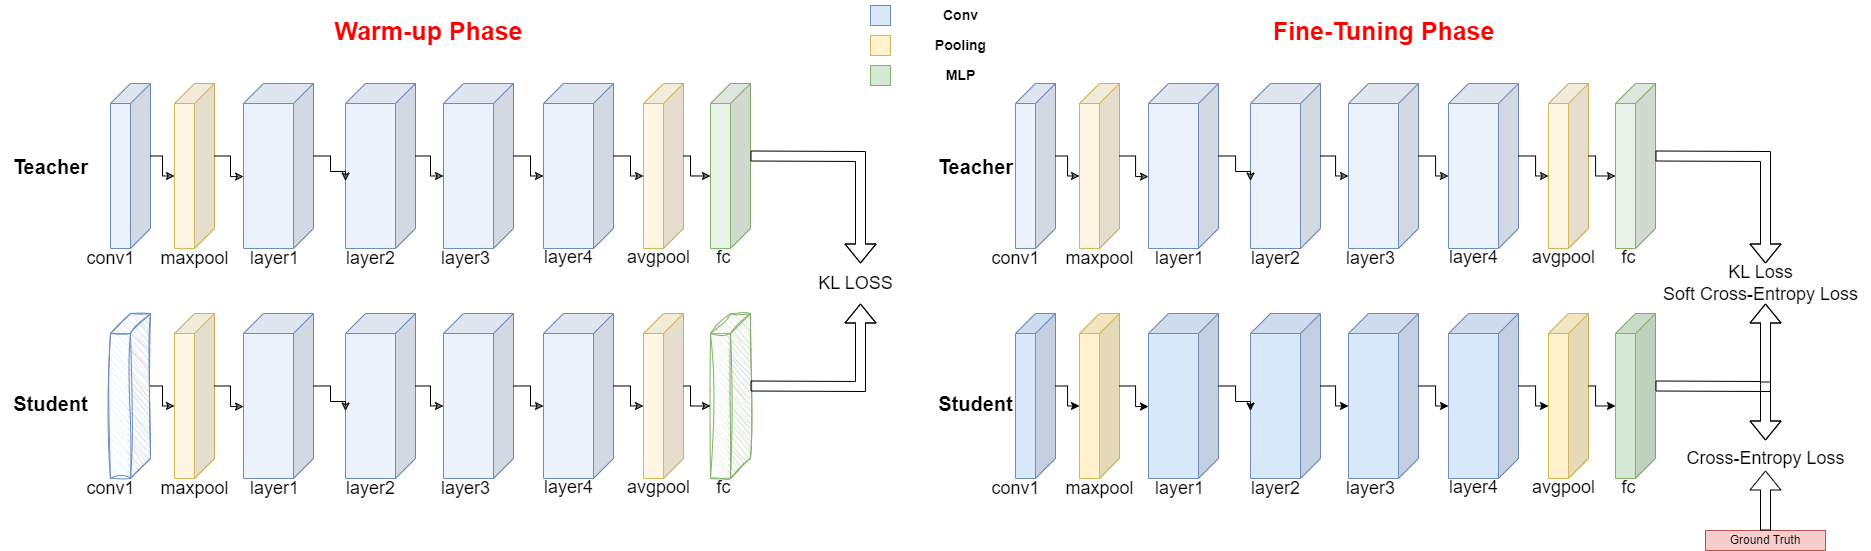 Warm-up Phase
Conv
Pooling
MLP
Fine-Tuning Phase
Teacher
conv1
maxpool
layer1
layer2
layer3
layer4
avgpool
fc
KL LOSS
Student
conv1
maxpool
layer1
layer2
layer3
layer4
avgpool
fc
Teacher
conv1
maxpool
layer1
layer2
layer3
layer4
avgpool
fc
KL Loss
Soft Cross-Entropy Loss
Student
conv1
maxpool
layer1
layer2
layer3
layer4
avgpool
fc
Cross-Entropy Loss
Ground Truth